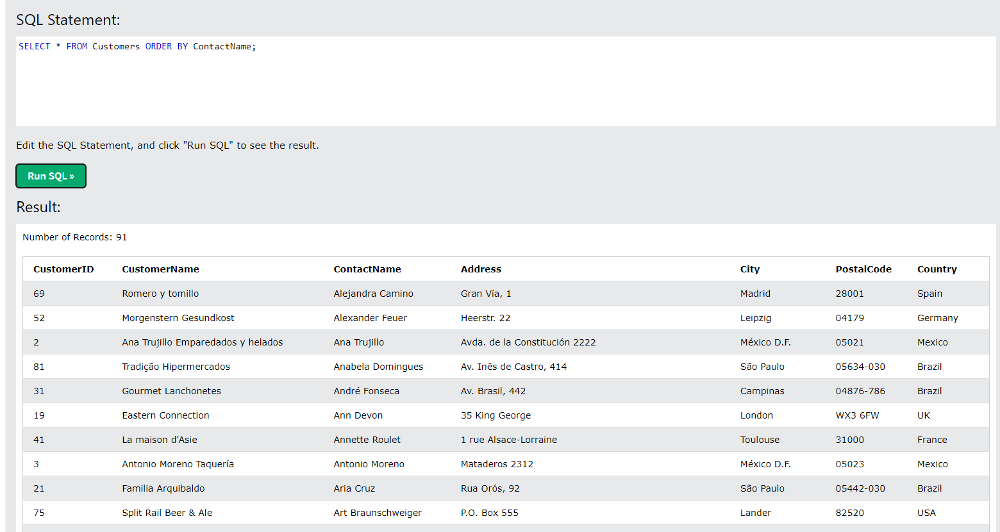 SQL Statement:
SELECT * FROM Customers ORDER BY ContactName;
Edit the SQL Statement, and click "Run SQL" to see the result.
Run SQL »
Result:
Number of Records: 91
CustomerID CustomerName ContactName Address City PostalCode Country
69 Romero y tomillo Alejandra Camino Gran Vía, 1 Madrid 28001 Spain
52 Morgenstern Gesundkost Alexander Feuer Heerstr. 22 Leipzig 04179 Germany
2 Ana Trujillo Emparedados y helados Ana Trujillo Avda. de la Constitución 2222 México D.F. 05021 Mexico
81 Tradição Hipermercados Anabela Domingues Av. Inês de Castro, 414 São Paulo 05634-030 Brazil
31 Gourmet Lanchonetes André Fonseca Av. Brasil, 442 Campinas 04876-786 Brazil
19 Eastern Connection Ann Devon 35 King George London WX3 6FW UK
41 La maison d'Asie Annette Roulet 1 rue Alsace-Lorraine Toulouse 31000 France
3 Antonio Moreno Taquería Antonio Moreno Mataderos 2312 México D.F. 05023 Mexico
21 Familia Arquibaldo Aria Cruz Rua Orós, 92 São Paulo 05442-030 Brazil
75 Split Rail Beer & Ale Art Braunschweiger P.O. Box 555 Lander 82520 USA